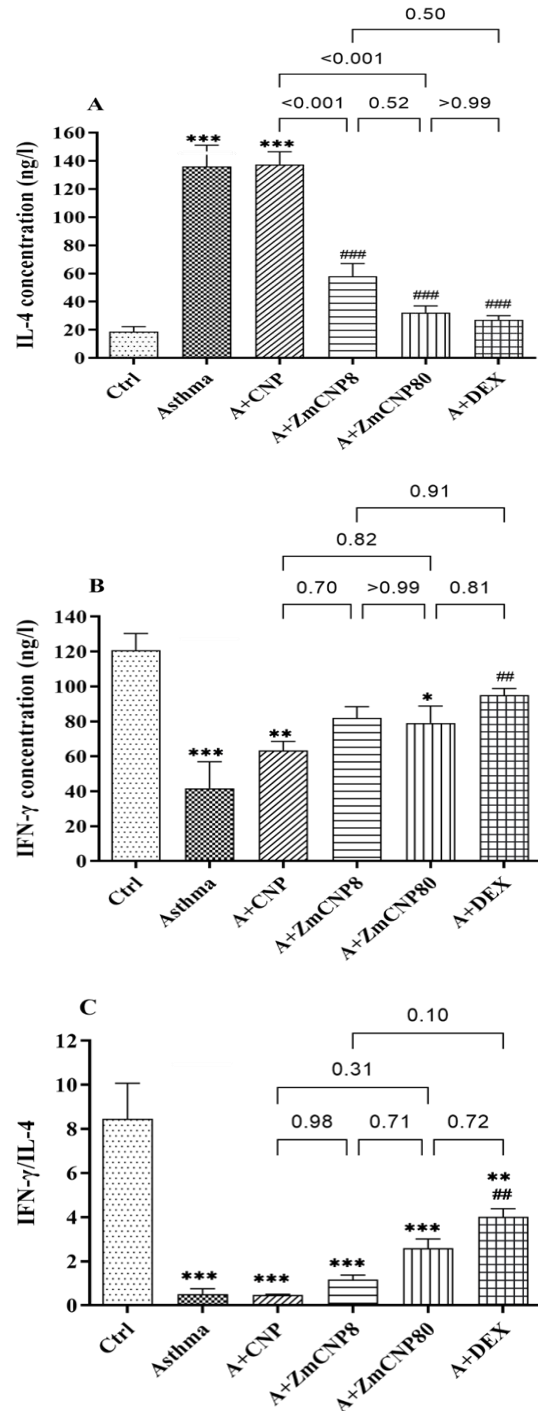 0.50
<0.001
A
<0.001 0.52 >0.99
IL-4 concentration (ng/l)
160
140
120
100
80
60
40
20
0
*** *** ### ### ###
Ctrl Asthma A+CNP A+ZmCNP8 A+ZmCNP80 A+DEX
0.91
0.82
B
0.70 >0.99 0.81
IFN-γ concentration (ng/l)
140
120
100
80
60
40
20
0
*** ** * ##
Ctrl Asthma A+CNP A+ZmCNP8 A+ZmCNP80 A+DEX
C
0.10
0.31
0.98 0.71 0.72
IFN-γ/IL-4
12
10
8
6
4
2
0
**
*** *** *** *** ##
Ctrl Asthma A+CNP A+ZmCNP8 A+ZmCNP80 A+DEX